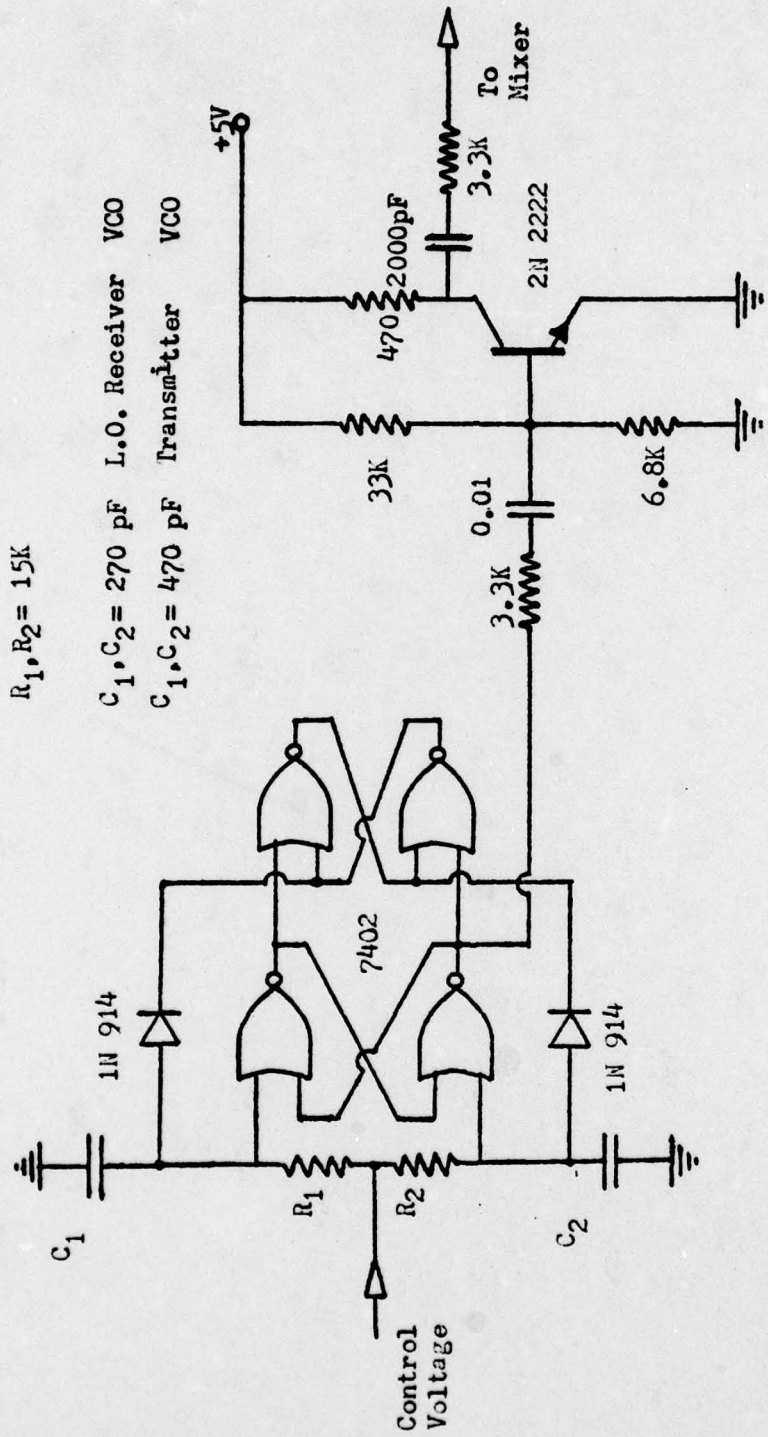 R1,R2= 15K
C1,C2= 270 pF L.O. Receiver VCO
C1,C2= 470 pF Transmitter VCO
+5V
C1
1N 914
R1
R2
Control
Voltage
7402
C2
1N 914
33K
470
2000pF
3.3K
To
Mixer
2N 2222
0.01
3.3K
6.8K